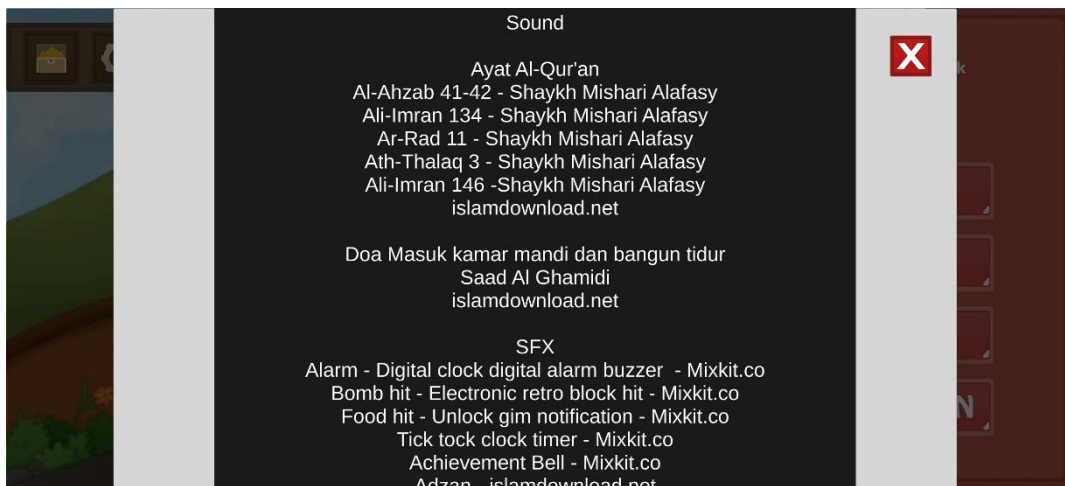 Sound
Ayat Al-Qur'an
Al-Ahzab 41-42 - Shaykh Mishari Alafasy
Ali-Imran 134 - Shaykh Mishari Alafasy
Ar-Rad 11 - Shaykh Mishari Alafasy
Ath-Thalaq 3 - Shaykh Mishari Alafasy
Ali-Imran 146 -Shaykh Mishari Alafasy
islamdownload.net
Doa Masuk kamar mandi dan bangun tidur
Saad Al Ghamidi
islamdownload.net
SFX
Alarm - Digital clock digital alarm buzzer - Mixkit.co
Bomb hit - Electronic retro block hit - Mixkit.co
Food hit - Unlock gim notification - Mixkit.co
Tick tock clock timer - Mixkit.co
Achievement Bell - Mixkit.co
Adzan - islamdownload.net
X
k
N